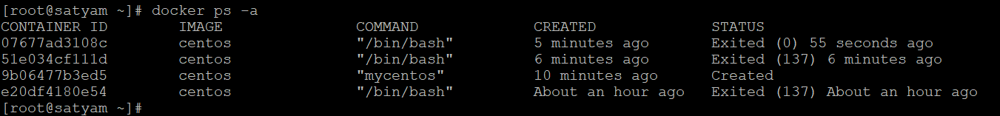 [root@satyam ~]# docker ps -a
CONTAINER ID IMAGE COMMAND CREATED STATUS
07677ad3108c centos "/bin/bash" 5 minutes ago Exited (0) 55 seconds ago
51e034cf111d centos "/bin/bash" 6 minutes ago Exited (137) 6 minutes ago
9b06477b3ed5 centos "mycentos" 10 minutes ago Created
e20df4180e54 centos "/bin/bash" About an hour ago Exited (137) About an hour ago
[root@satyam ~]#